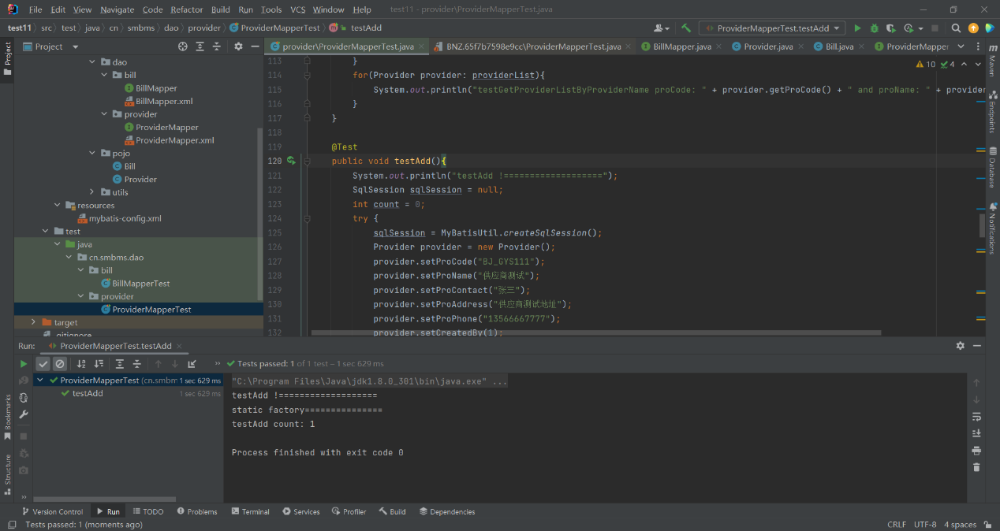 File Edit View Navigate Code Refactor Build Run Tools VCS Window Help test11 - provider\ProviderMapperTest.java
test11 src test java cn smbms dao provider ProviderMapperTest testAdd ProviderMapperTest.testAdd
Project provider\ProviderMapperTest.java BNZ.65f7b7598e9cc\ProviderMapperTest.java BillMapper.java Provider.java Bill.java ProviderMapper
dao
bill
BillMapper
BillMapper.xml
provider
ProviderMapper
ProviderMapper.xml
pojo
Bill
Provider
utils
resources
mybatis-config.xml
test
java
cn.smbms.dao
bill
BillMapperTest
provider
ProviderMapperTest
target
.gitignore
10 4
113 }
114 for(Provider provider: providerList){
115 System.out.println("testGetProviderListByProviderName proCode: " + provider.getProCode() + " and proName: " + provider
116 }
117 }
118
119 @Test
120 public void testAdd(){
121 System.out.println("testAdd !===================");
122 SqlSession sqlSession = null;
123 int count = 0;
124 try {
125 sqlSession = MyBatisUtil.createSqlSession();
126 Provider provider = new Provider();
127 provider.setProCode("BJ_GYS111");
128 provider.setProName("供应商测试");
129 provider.setProContact("张三");
130 provider.setProAddress("供应商测试地址");
131 provider.setProPhone("13566667777");
132 provider.setCreatedBy(1);
Project
Bookmarks
Structure
Maven
Endpoints
Database
Notifications
Run: ProviderMapperTest.testAdd
Tests passed: 1 of 1 test – 1 sec 629 ms
ProviderMapperTest (cn.smbm 1 sec 629 ms
testAdd 1 sec 629 ms
"C:\Program Files\Java\jdk1.8.0_301\bin\java.exe" ...
testAdd !===================
static factory===============
testAdd count: 1
Process finished with exit code 0
Version Control Run TODO Problems Terminal Services Profiler Build Dependencies
Tests passed: 1 (moments ago) CRLF UTF-8 4 spaces